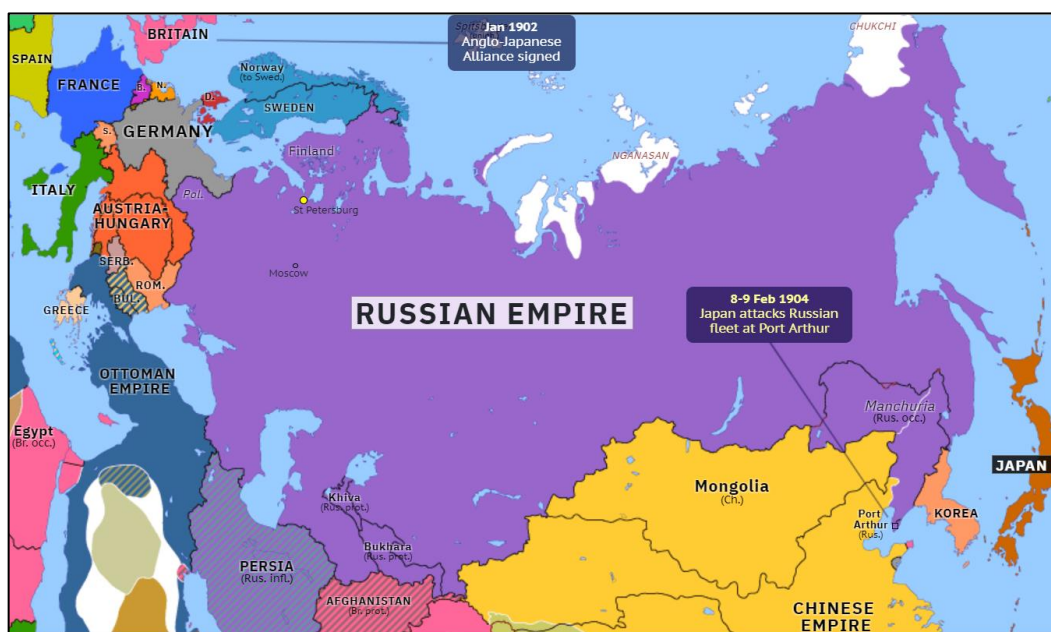 Jan 1902
Anglo-Japanese
Alliance signed
CHUKCHI
BRITAIN
SPAIN
Norway
(to Swed.)
FRANCE
B.
N.
D.
SWEDEN
S.
GERMANY
Finland
NGANASAN
ITALY
Pol.
St Petersburg
AUSTRIA-
HUNGARY
SERB.
Moscow
ROM.
BUL.
GREECE
RUSSIAN EMPIRE
8-9 Feb 1904
Japan attacks Russian
fleet at Port Arthur
OTTOMAN
EMPIRE
Manchuria
(Rus. occ.)
Egypt
(Br. occ.)
JAPAN
Mongolia
(Ch.)
Khiva
(Rus. prot.)
Port
Arthur
(Rus.)
KOREA
Bukhara
(Rus. prot.)
PERSIA
(Rus. infl.)
AFGHANISTAN
(Br. prot.)
CHINESE
EMPIRE